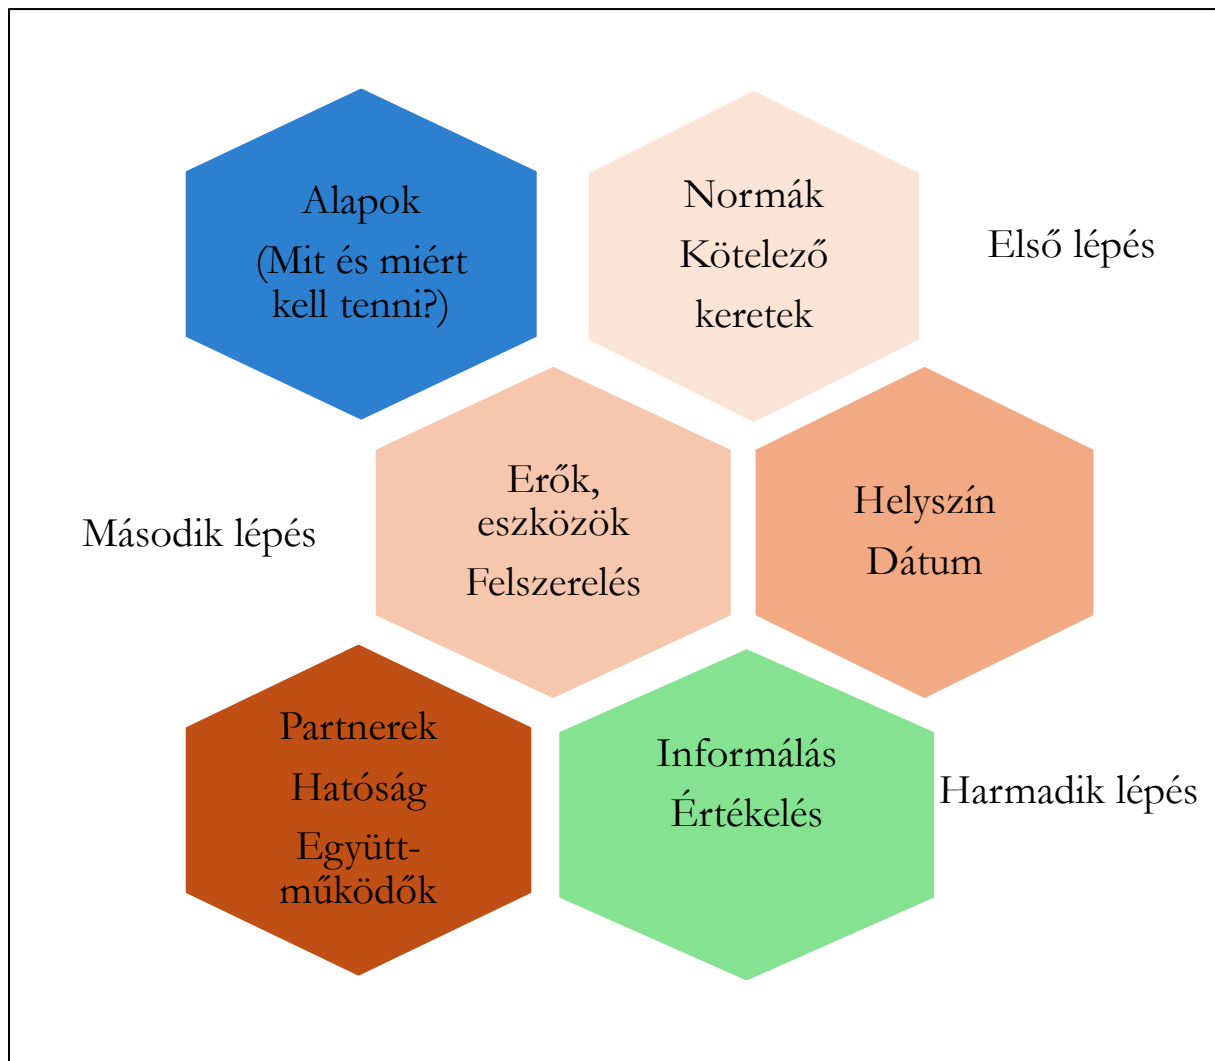 Alapok
(Mit és miért
kell tenni?)
Normák
Kötelező
keretek
Első lépés
Második lépés
Erők,
eszközök
Felszerelés
Helyszín
Dátum
Partnerek
Hatóság
Együtt-
működők
Informálás
Értékelés
Harmadik lépés